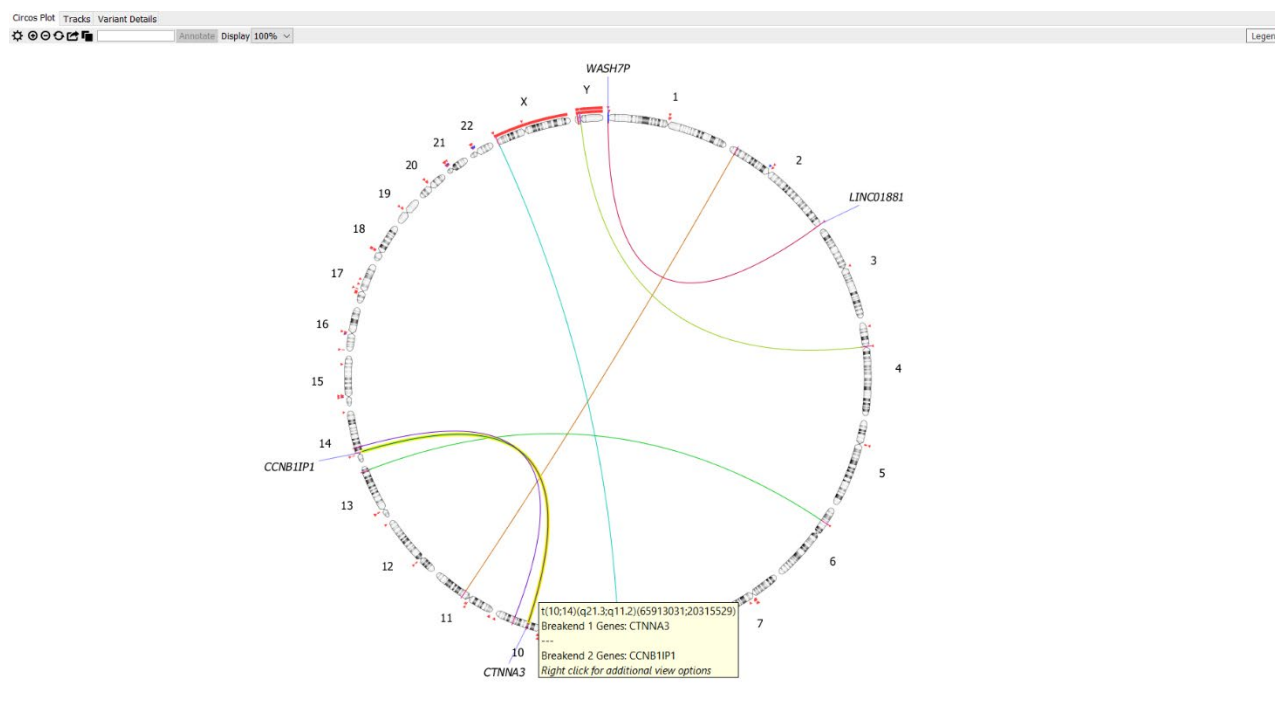 Circos Plot Tracks Variant Details
Annotate Display 100%
Legen
WASH7P
Y
X
1
22
21
2
20
LINC01881
19
18
3
17
16
4
15
14
CCNB1IP1
5
13
6
12
t(10;14)(q21.3;q11.2)(65913031;20315529)
Breakend 1 Genes: CTNNA3
---
Breakend 2 Genes: CCNB1IP1
Right click for additional view options
11
7
10
CTNNA3